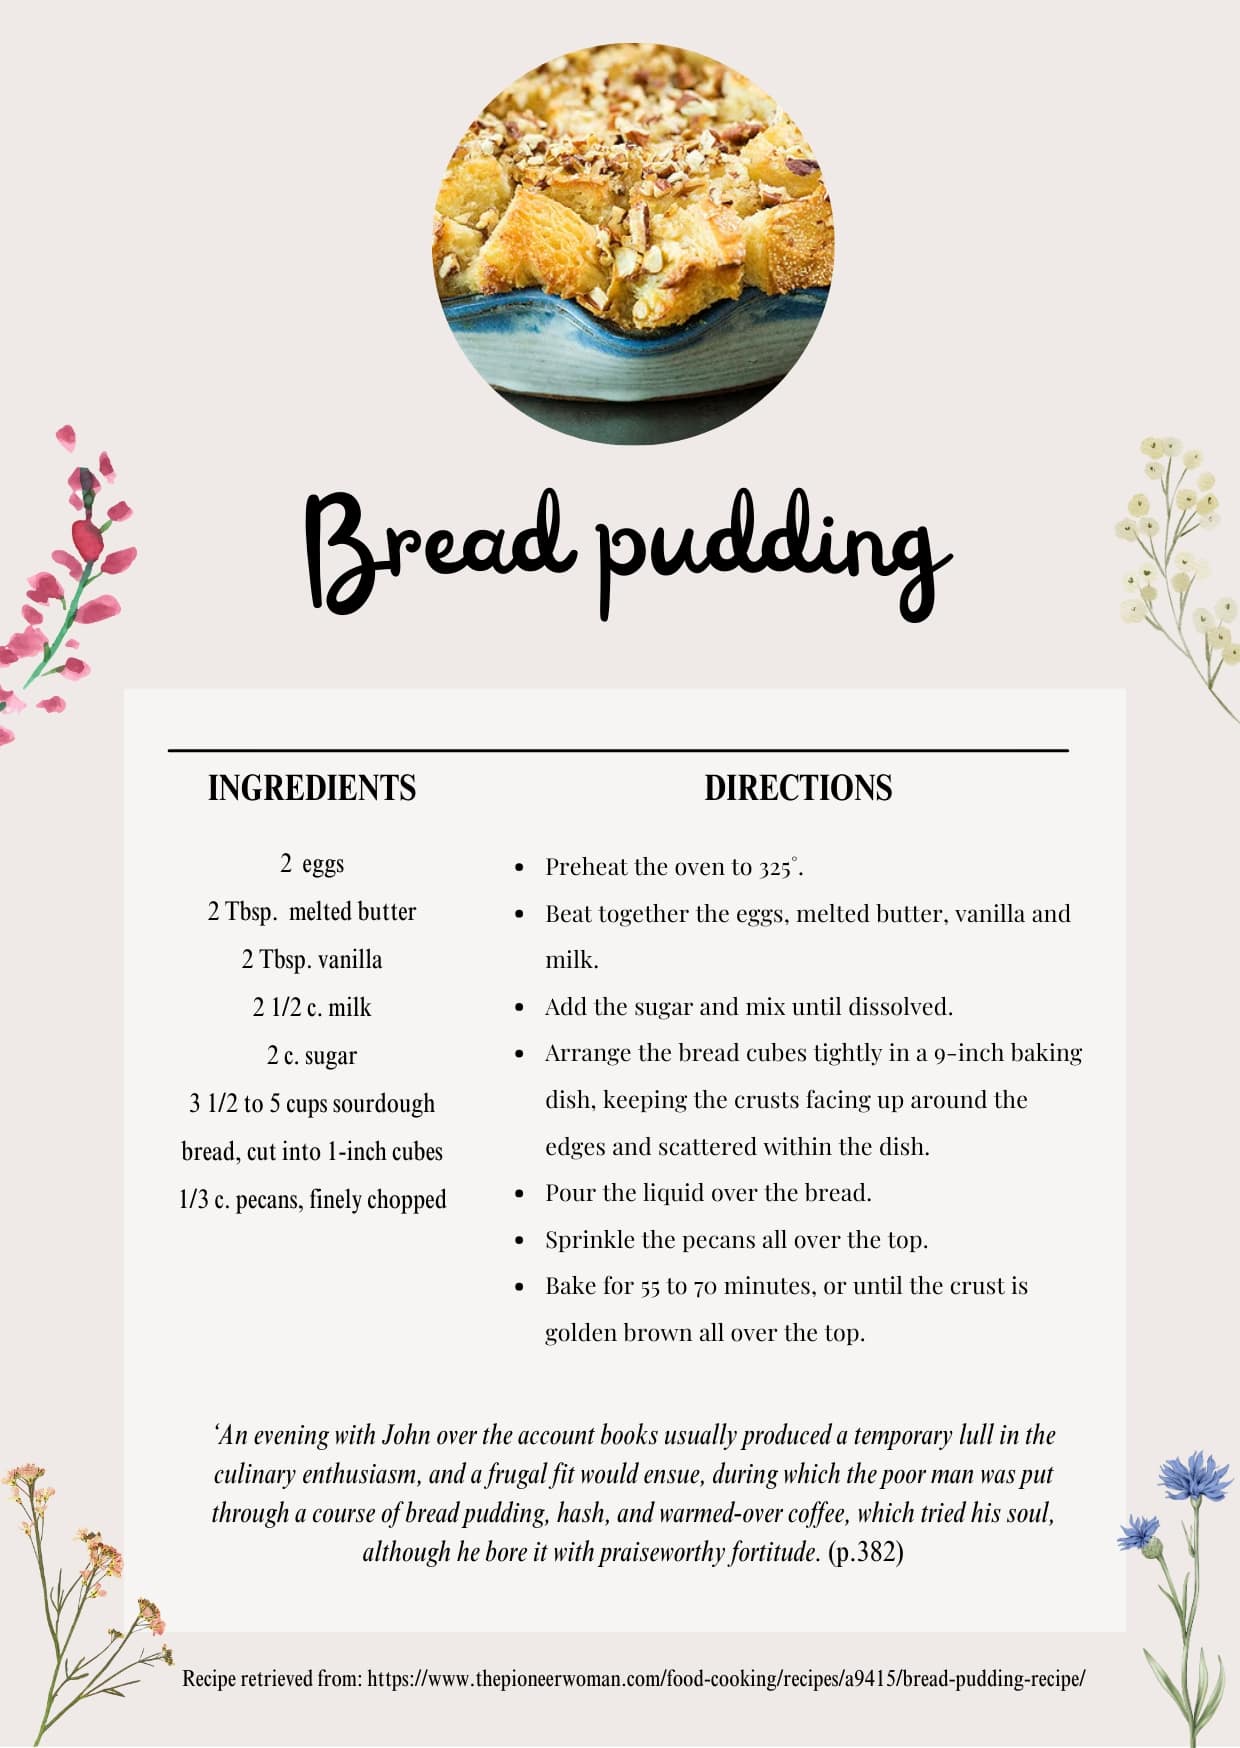 Bread pudding
INGREDIENTS
2 eggs
2 Tbsp. melted butter
2 Tbsp. vanilla
2 1/2 c. milk
2 c. sugar
3 1/2 to 5 cups sourdough
bread, cut into 1-inch cubes
1/3 c. pecans, finely chopped
DIRECTIONS
• Preheat the oven to 325°.
• Beat together the eggs, melted butter, vanilla and
milk.
• Add the sugar and mix until dissolved.
• Arrange the bread cubes tightly in a 9-inch baking
dish, keeping the crusts facing up around the
edges and scattered within the dish.
• Pour the liquid over the bread.
• Sprinkle the pecans all over the top.
• Bake for 55 to 70 minutes, or until the crust is
golden brown all over the top.
‘An evening with John over the account books usually produced a temporary lull in the
culinary enthusiasm, and a frugal fit would ensue, during which the poor man was put
through a course of bread pudding, hash, and warmed-over coffee, which tried his soul,
although he bore it with praiseworthy fortitude. (p.382)
Recipe retrieved from: https://www.thepioneerwoman.com/food-cooking/recipes/a9415/bread-pudding-recipe/